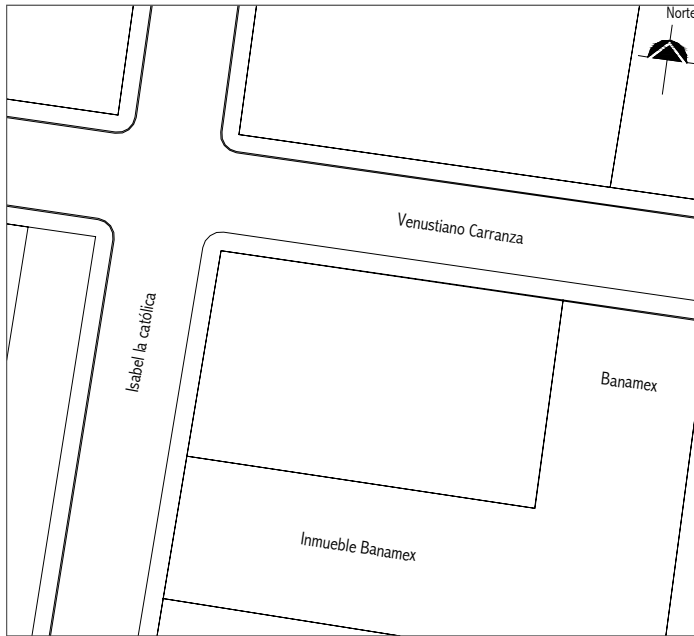 Norte
Venustiano Carranza
Isabel la católica
Banamex
Inmueble Banamex